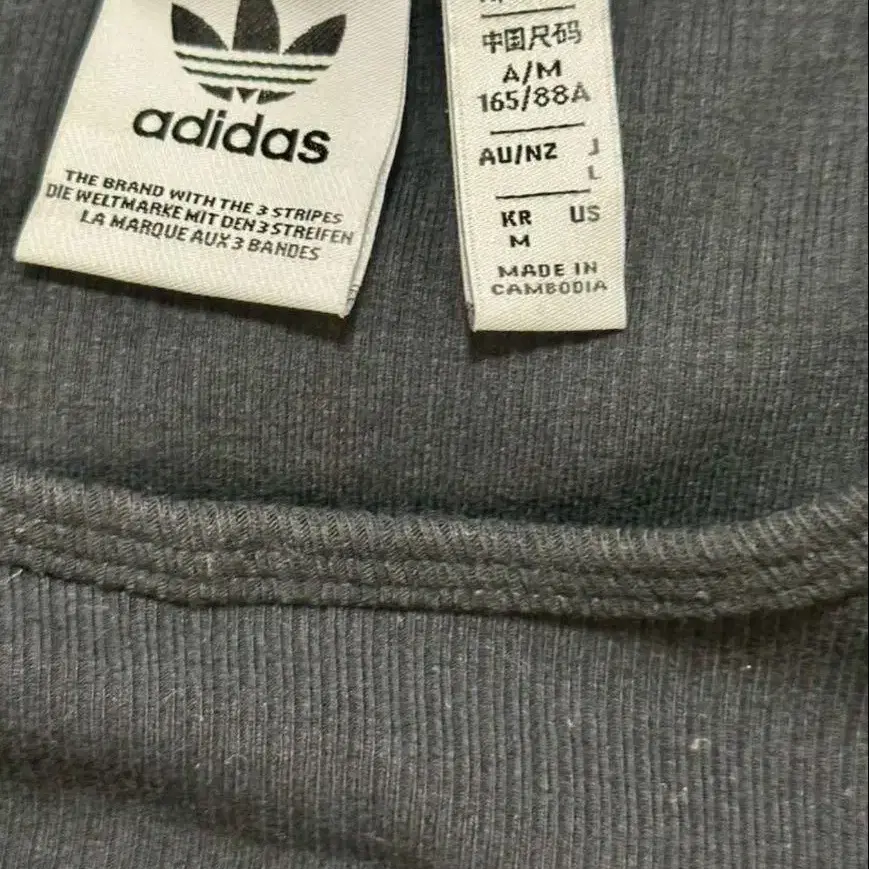 adidas
THE BRAND WITH THE 3 STRIPES
DIE WELTMARKE MIT DEN 3 STREIFEN
LA MARQUE AUX 3 BANDES
中国尺码
A/M
165/88A
AU/NZ J
L
KR US
M
MADE IN
CAMBODIA